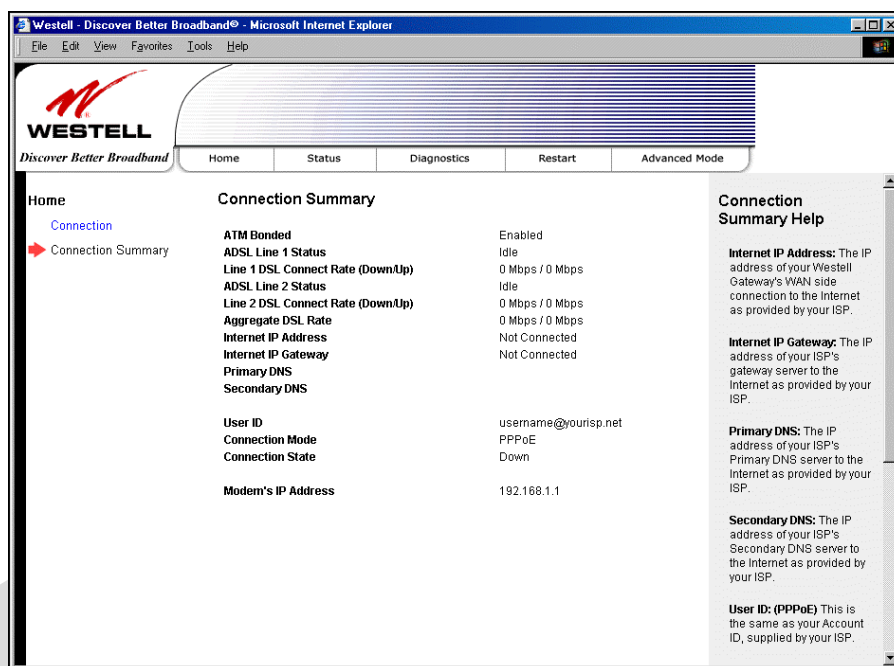 Westell - Discover Better Broadband® - Microsoft Internet Explorer
File Edit View Favorites Tools Help
WESTELL
Discover Better Broadband
Home Status Diagnostics Restart Advanced Mode
Home
Connection
Connection Summary
Connection Summary
ATM Bonded Enabled
ADSL Line 1 Status Idle
Line 1 DSL Connect Rate (Down/Up) 0 Mbps / 0 Mbps
ADSL Line 2 Status Idle
Line 2 DSL Connect Rate (Down/Up) 0 Mbps / 0 Mbps
Aggregate DSL Rate 0 Mbps / 0 Mbps
Internet IP Address Not Connected
Internet IP Gateway Not Connected
Primary DNS
Secondary DNS
User ID username@yourisp.net
Connection Mode PPPoE
Connection State Down
Modem's IP Address 192.168.1.1
Connection
Summary Help
Internet IP Address: The IP
address of your Westell
Gateway's WAN side
connection to the Internet
as provided by your ISP.
Internet IP Gateway: The IP
address of your ISP's
gateway server to the
Internet as provided by your
ISP.
Primary DNS: The IP
address of your ISP's
Primary DNS server to the
Internet as provided by your
ISP.
Secondary DNS: The IP
address of your ISP's
Secondary DNS server to
the Internet as provided by
your ISP.
User ID: (PPPoE) This is
the same as your Account
ID, supplied by your ISP.